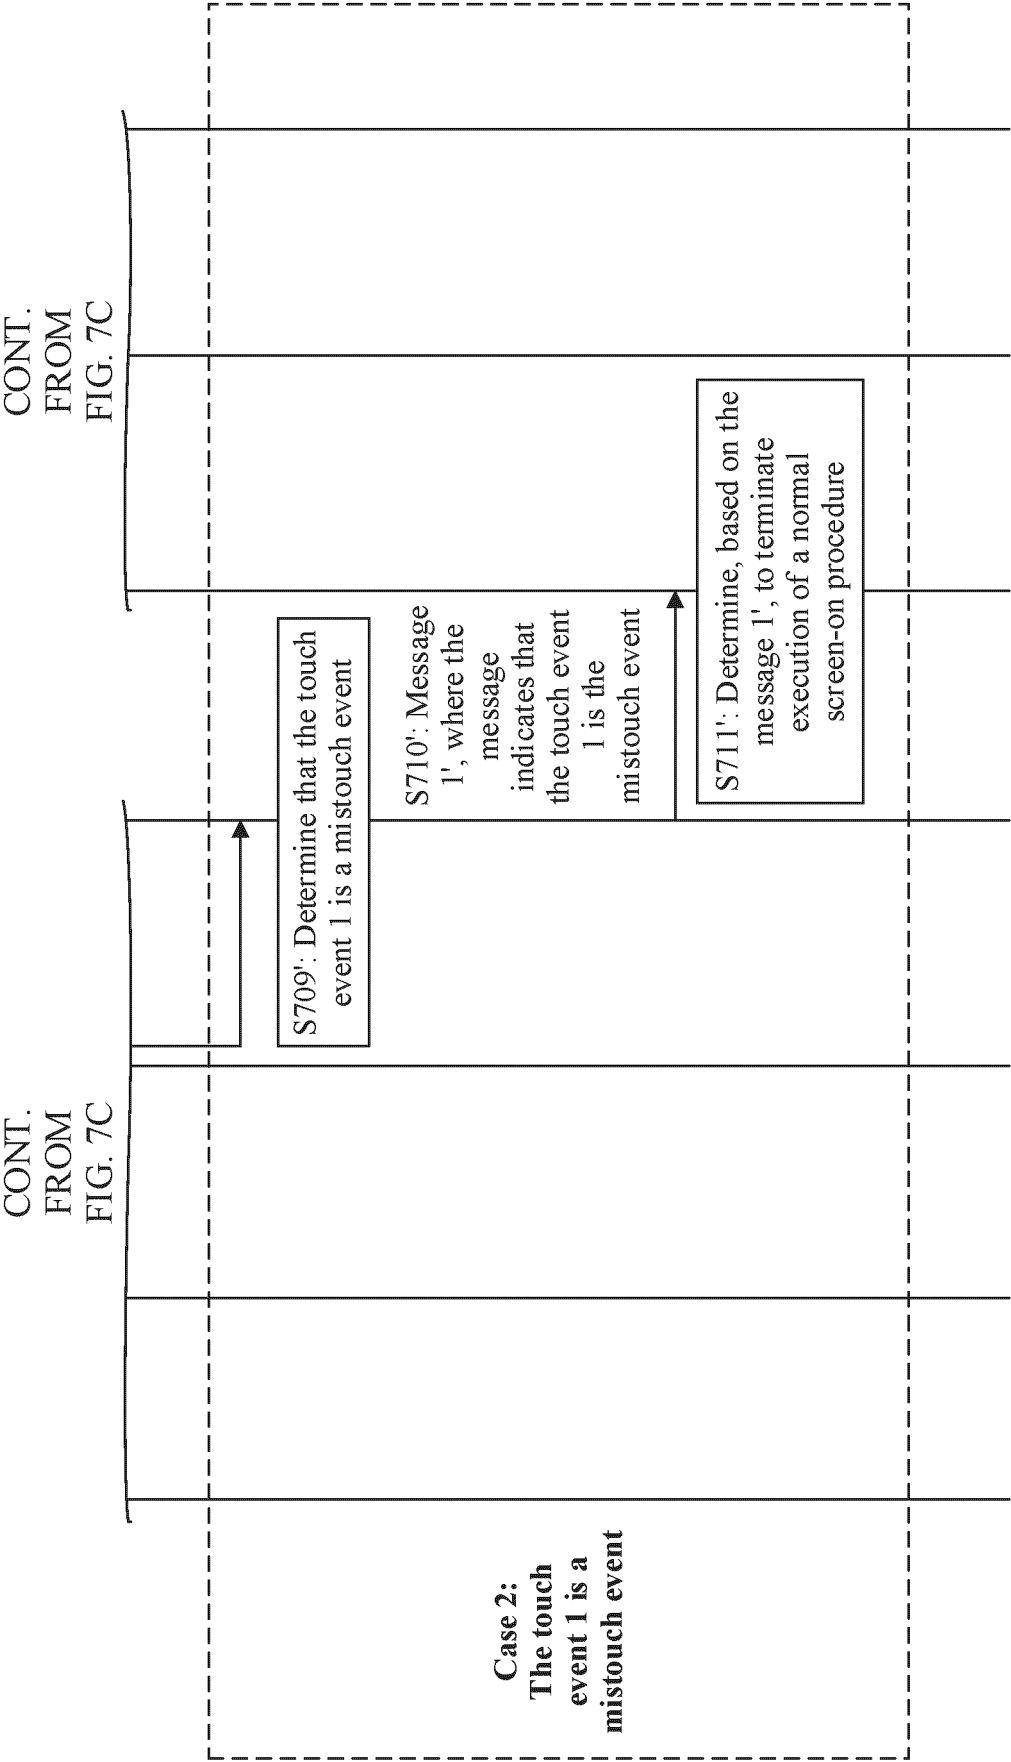 CONT.
FROM
FIG. 7C
CONT.
FROM
FIG. 7C
Case 2:
The touch
event 1 is a
mistouch event
S709': Determine that the touch
event 1 is a mistouch event
S710': Message
1', where the
message
indicates that
the touch event
1 is the
mistouch event
S711': Determine, based on the
message 1', to terminate
execution of a normal
screen-on procedure